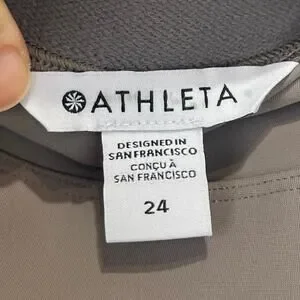 ATHLETA
DESIGNED IN
SAN FRANCISCO
CONÇU À
SAN FRANCISCO
24